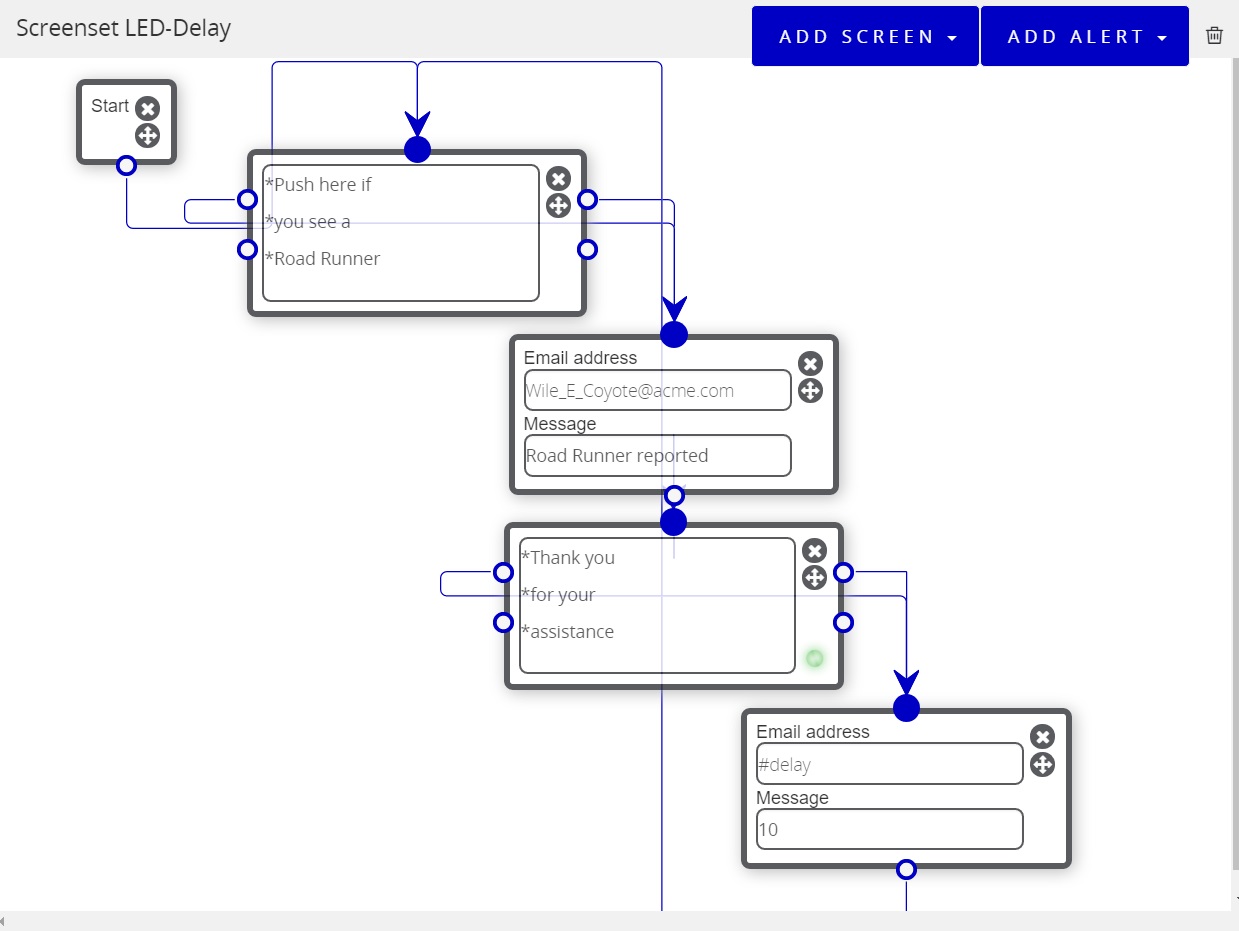 Screenset LED-Delay
ADD SCREEN
ADD ALERT
Start
*Push here if
*you see a
*Road Runner
Email address
Wile_E_Coyote@acme.com
Message
Road Runner reported
*Thank you
*for your
*assistance
Email address
#delay
Message
10